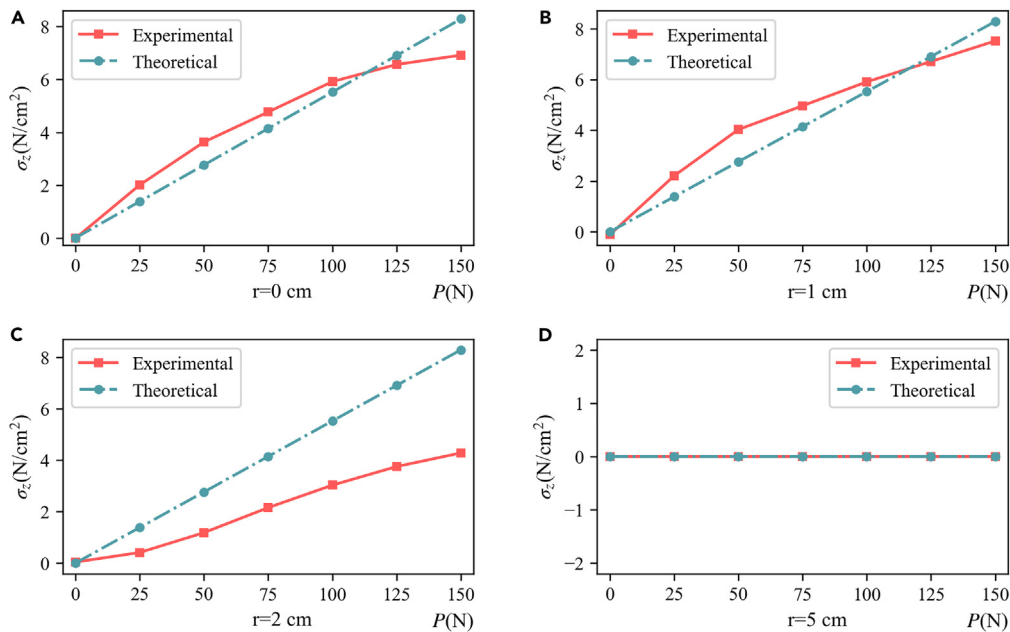 A
Experimental
Theoretical
σz(N/cm²)
8
6
4
2
0
0 25 50 75 100 125 150
r=0 cm P(N)
B
Experimental
Theoretical
σz(N/cm²)
8
6
4
2
0
0 25 50 75 100 125 150
r=1 cm P(N)
C
Experimental
Theoretical
σz(N/cm²)
8
6
4
2
0
0 25 50 75 100 125 150
r=2 cm P(N)
D
Experimental
Theoretical
σz(N/cm²)
2
1
0
−1
−2
0 25 50 75 100 125 150
r=5 cm P(N)